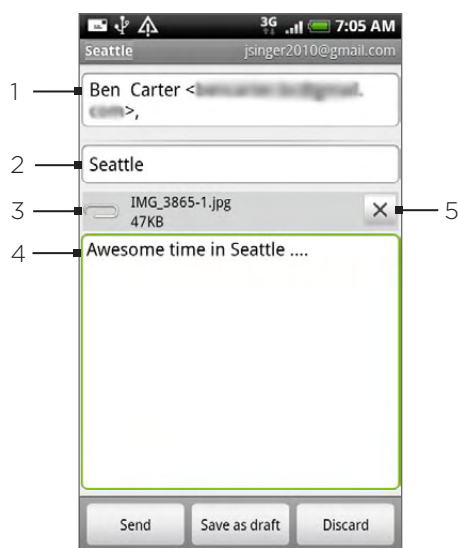 3G 7:05 AM
Seattle jsinger2010@gmail.com
1 Ben Carter <
>,
2 Seattle
3 IMG_3865-1.jpg
47KB
5
4 Awesome time in Seattle ....
Send Save as draft Discard